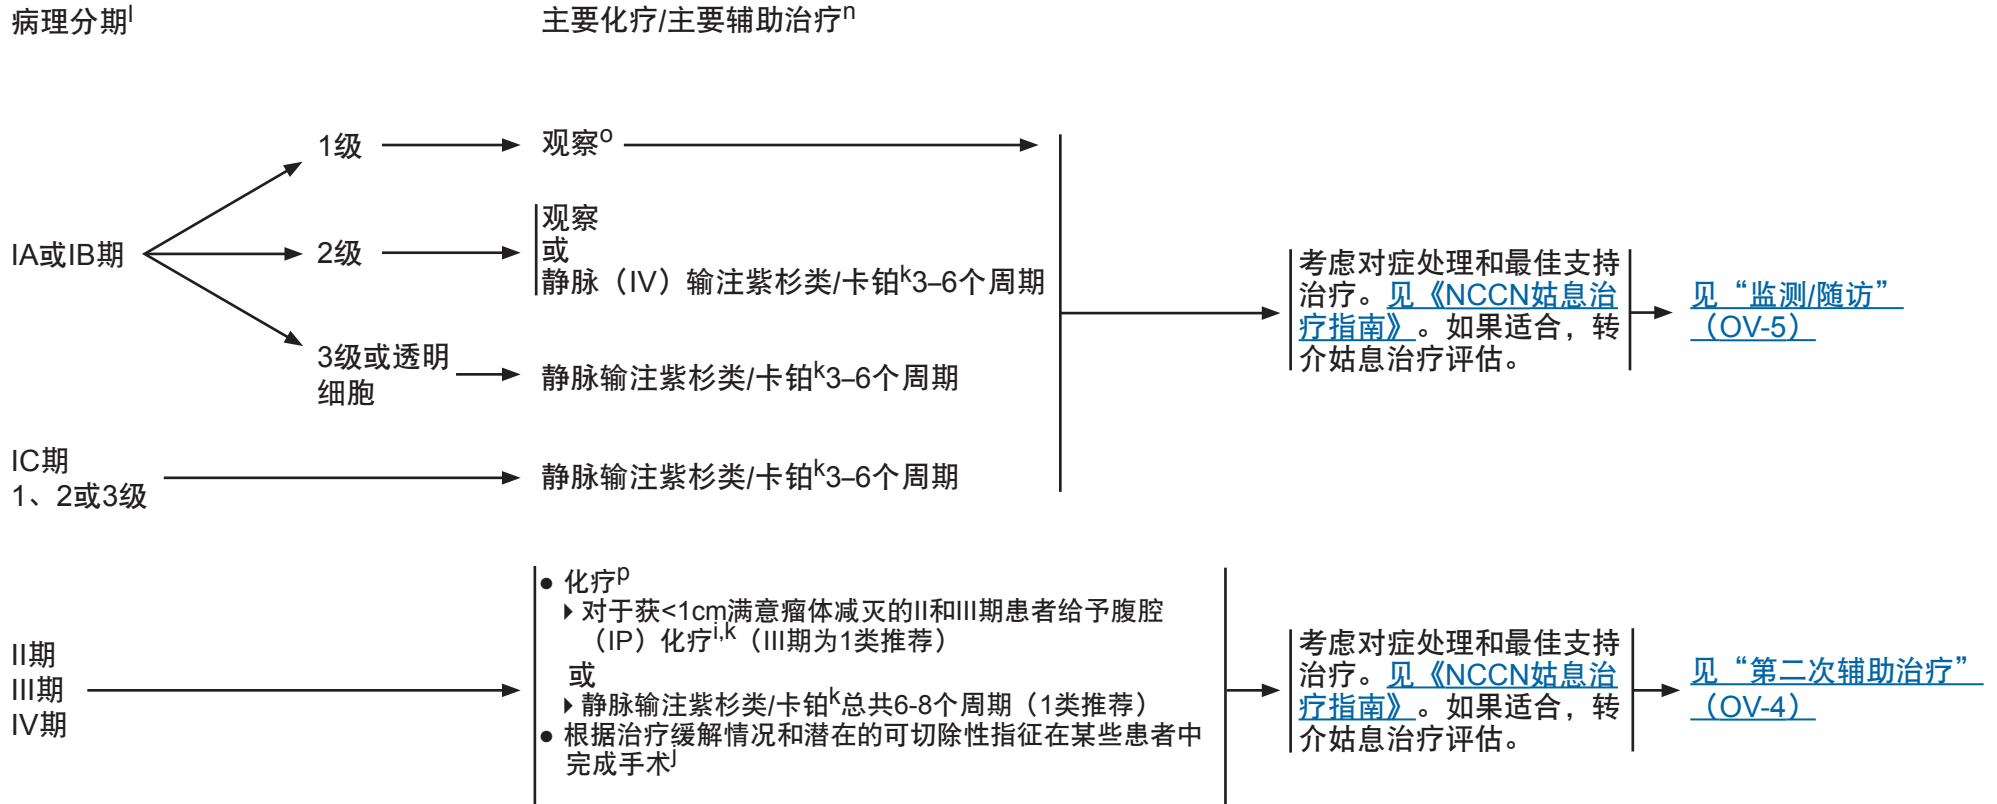 病理分期l
主要化疗/主要辅助治疗n
1级
观察o
IA或IB期
2级
观察
或
静脉（IV）输注紫杉类/卡铂k3–6个周期
3级或透明
细胞
静脉输注紫杉类/卡铂k3–6个周期
IC期
1、2或3级
静脉输注紫杉类/卡铂k3–6个周期
考虑对症处理和最佳支持
治疗。见《NCCN姑息治
疗指南》。如果适合，转
介姑息治疗评估。
见“监测/随访”
（OV-5）
II期
III期
IV期
● 化疗p
对于获<1cm满意瘤体减灭的II和III期患者给予腹腔
（IP）化疗i,k（III期为1类推荐）
或
静脉输注紫杉类/卡铂k总共6-8个周期（1类推荐）
● 根据治疗缓解情况和潜在的可切除性指征在某些患者中
完成手术j
考虑对症处理和最佳支持
治疗。见《NCCN姑息治
疗指南》。如果适合，转
介姑息治疗评估。
见“第二次辅助治疗”
（OV-4）